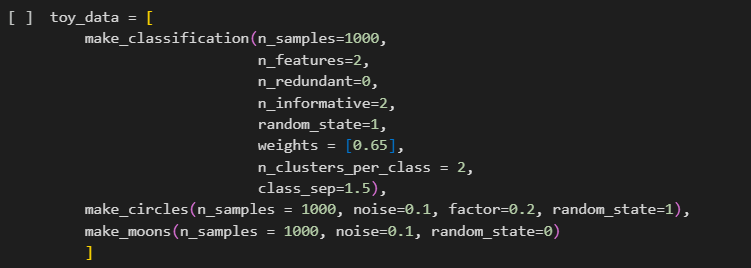 [ ] toy_data = [
make_classification(n_samples=1000,
n_features=2,
n_redundant=0,
n_informative=2,
random_state=1,
weights = [0.65],
n_clusters_per_class = 2,
class_sep=1.5),
make_circles(n_samples = 1000, noise=0.1, factor=0.2, random_state=1),
make_moons(n_samples = 1000, noise=0.1, random_state=0)
]